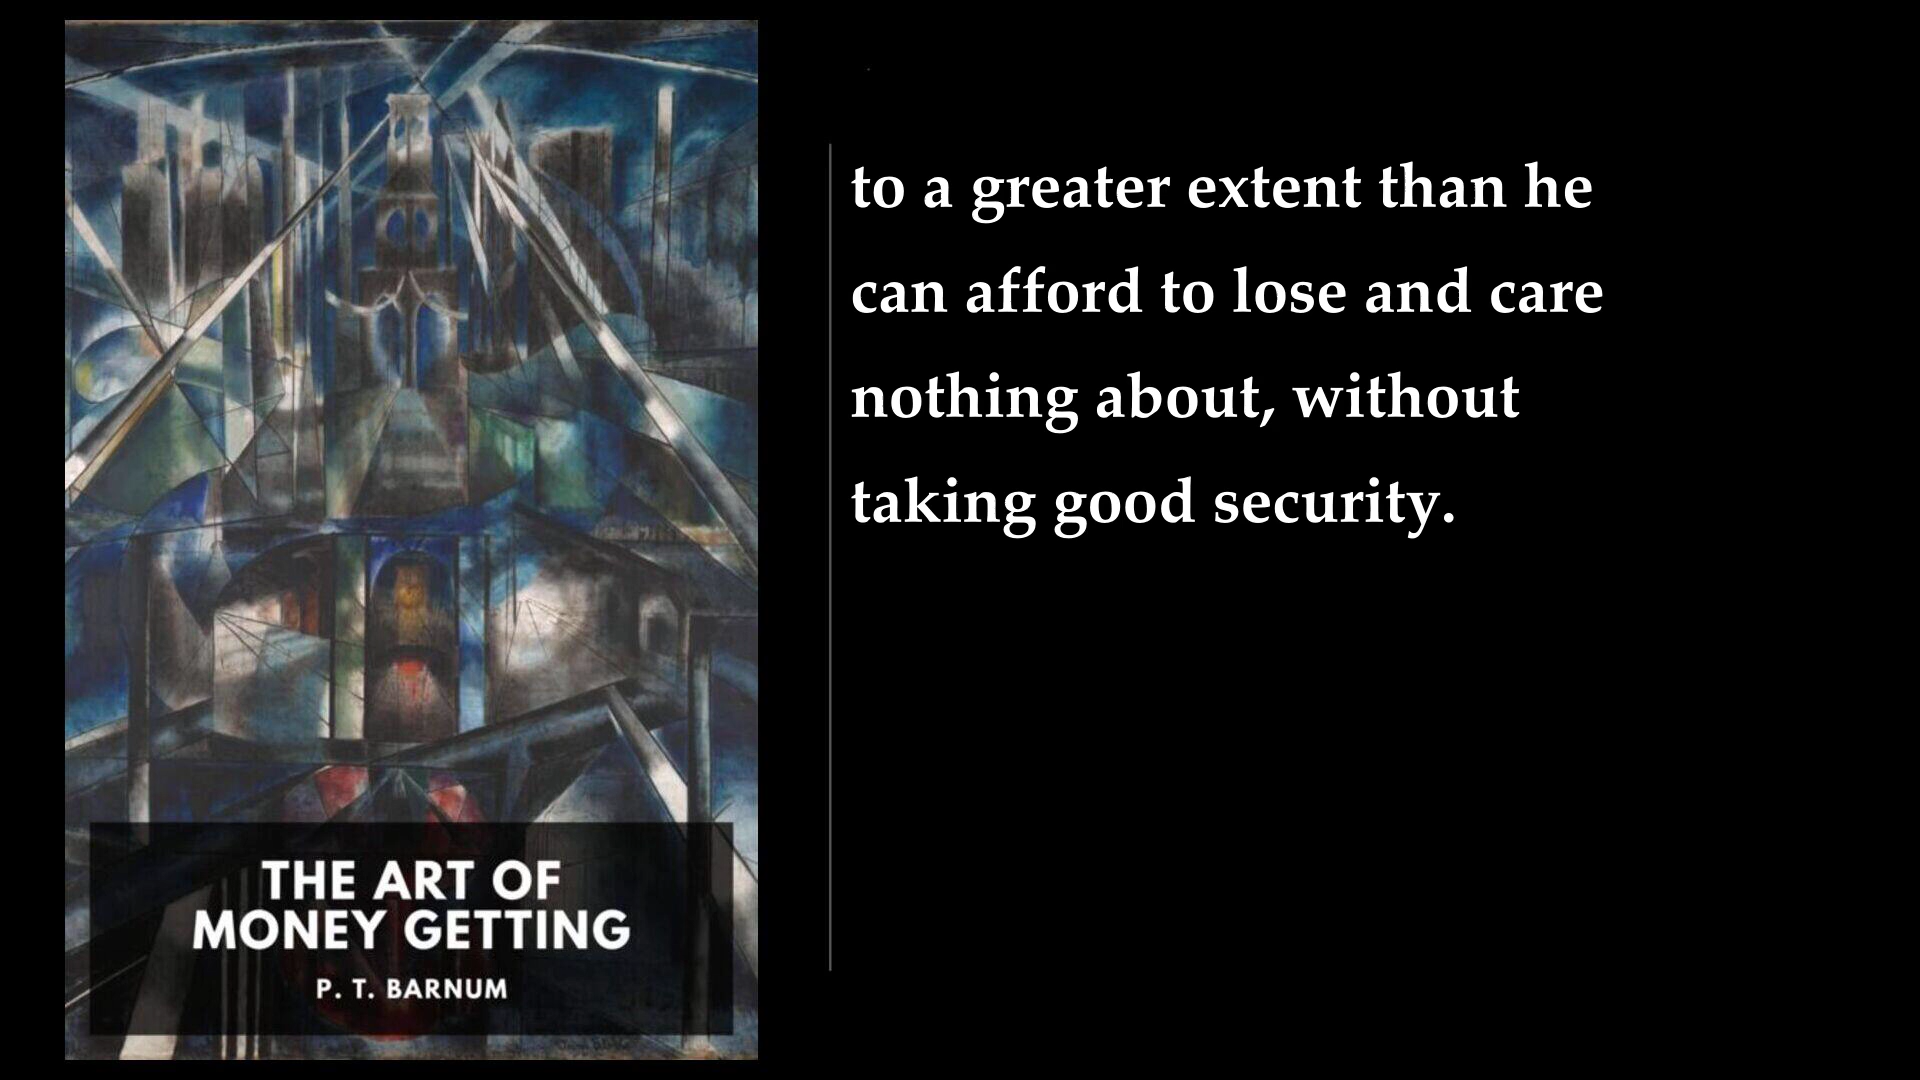 to a greater extent than he
can afford to lose and care
nothing about, without
taking good security.
THE ART OF
MONEY GETTING
P. T. BARNUM